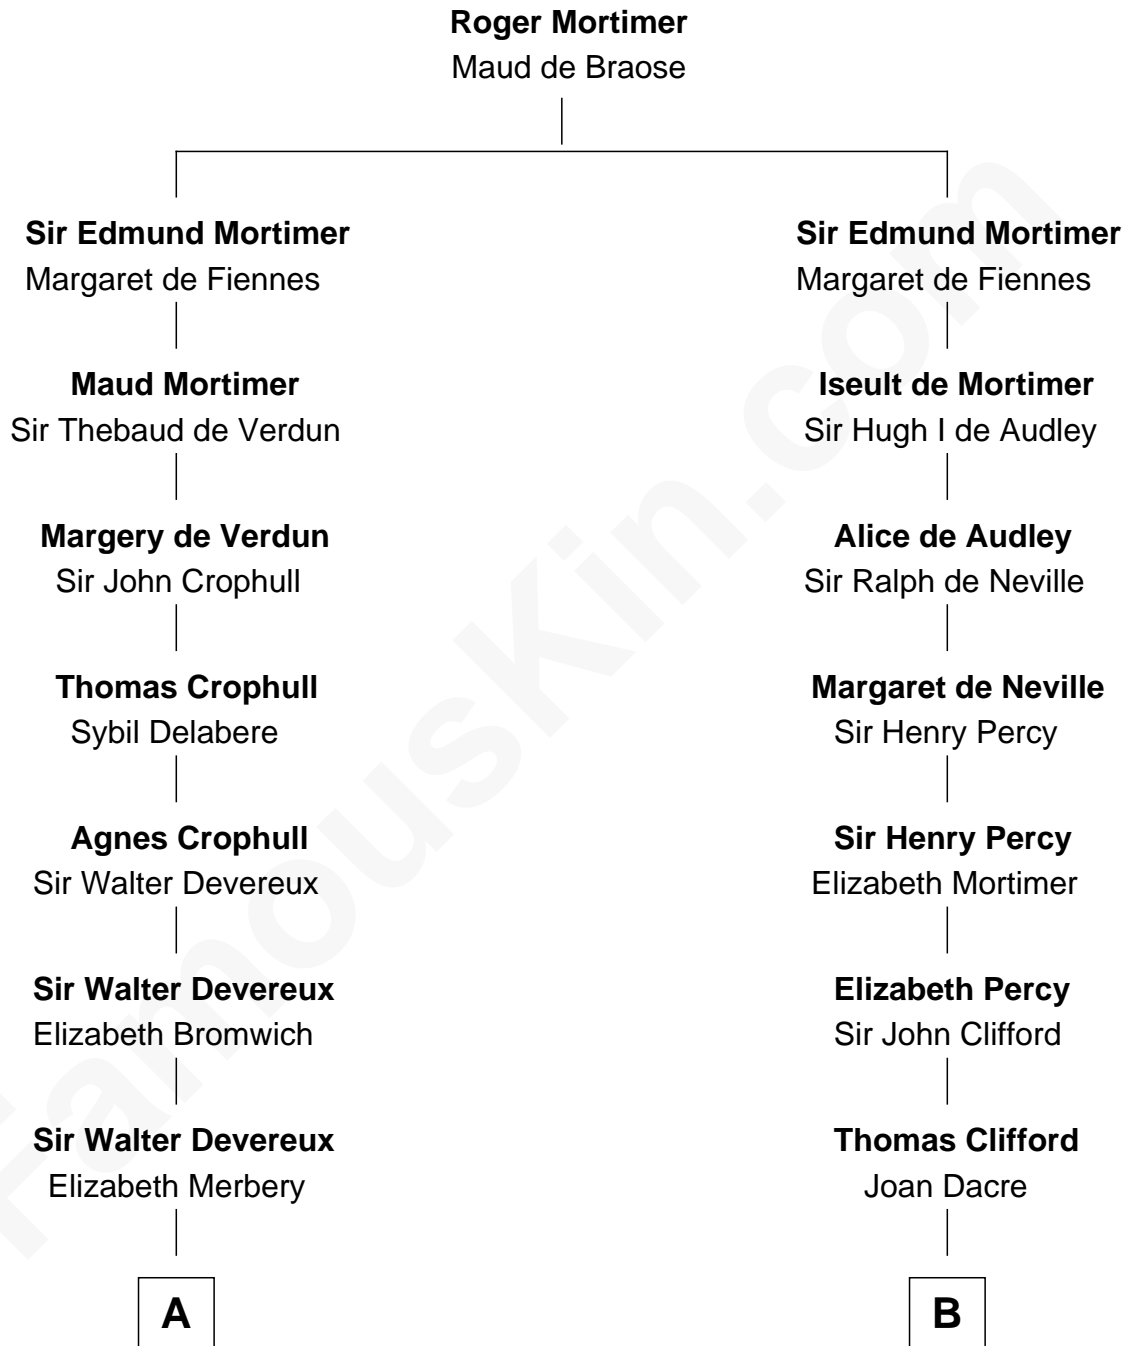 Roger Mortimer
Maud de Braose
Sir Edmund Mortimer
Margaret de Fiennes
Maud Mortimer
Sir Thebaud de Verdun
Margery de Verdun
Sir John Crophull
Thomas Crophull
Sybil Delabere
Agnes Crophull
Sir Walter Devereux
Sir Walter Devereux
Elizabeth Bromwich
Sir Walter Devereux
Elizabeth Merbery
A
Sir Edmund Mortimer
Margaret de Fiennes
Iseult de Mortimer
Sir Hugh I de Audley
Alice de Audley
Sir Ralph de Neville
Margaret de Neville
Sir Henry Percy
Sir Henry Percy
Elizabeth Mortimer
Elizabeth Percy
Sir John Clifford
Thomas Clifford
Joan Dacre
B
FamousKin.com